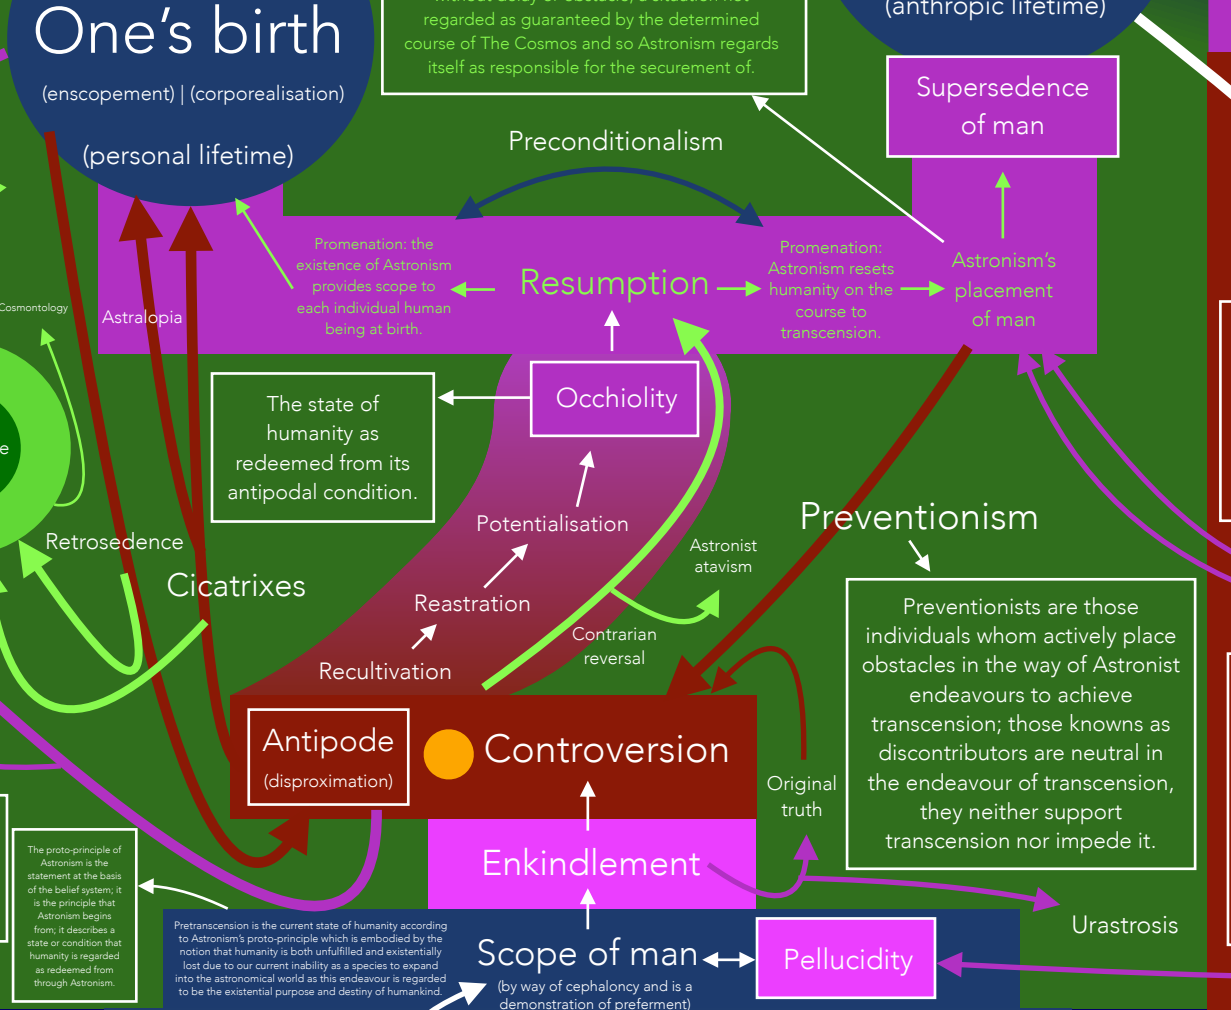 One's birth
(enscopement) | (corporealisation)
(personal lifetime)
regarded as guaranteed by the determined
course of The Cosmos and so Astronism regards
itself as responsible for the securement of.
(anthropic lifetime)
Supersedence
of man
Preconditionalism
Promenation: the
existence of Astronism
provides scope to
each individual human
being at birth.
Resumption
Promenation:
Astronism resets
humanity on the
course to
transcension.
Astronism's
placement
of man
Cosmontology
Astralopia
The state of
humanity as
redeemed from its
antipodal condition.
Occhiolity
Potentialisation
Reastration
Recultivation
Astronist
atavism
Contrarian
reversal
Retrosedence
Cicatrixes
Preventionism
Preventionists are those
individuals whom actively place
obstacles in the way of Astronist
endeavours to achieve
transcension; those knowns as
discontributors are neutral in
the endeavour of transcension,
they neither support
transcension nor impede it.
Antipode
(disproximation)
Controversion
Original
truth
Enkindlement
Urastrosis
The proto-principle of
Astronism is the
statement at the basis
of the belief system; it
is the principle that
Astronism begins
from; it describes a
state or condition that
humanity is regarded
as redeemed from
through Astronism.
Pretranscension is the current state of humanity according
to Astronism's proto-principle which is embodied by the
notion that humanity is both unfulfilled and existentially
lost due to our current inability as a species to expand
into the astronomical world as this endeavour is regarded
to be the existential purpose and destiny of humankind.
Scope of man
(by way of cephaloncy and is a
demonstration of preferment)
Pellucidity